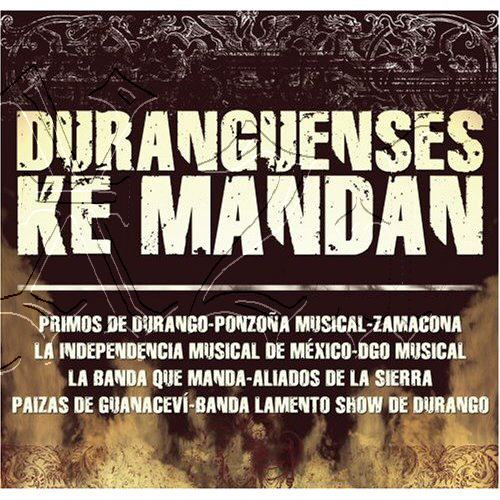 DURANGUENSES
KE MANDAN
PRIMOS DE DURANGO-PONZOÑA MUSICAL-ZAMACONA
LA INDEPENDENCIA MUSICAL DE MÉXICO-DGO MUSICAL
LA BANDA QUE MANDA-ALIADOS DE LA SIERRA
PAIZAS DE GUANACEVÍ-BANDA LAMENTO SHOW DE DURANGO